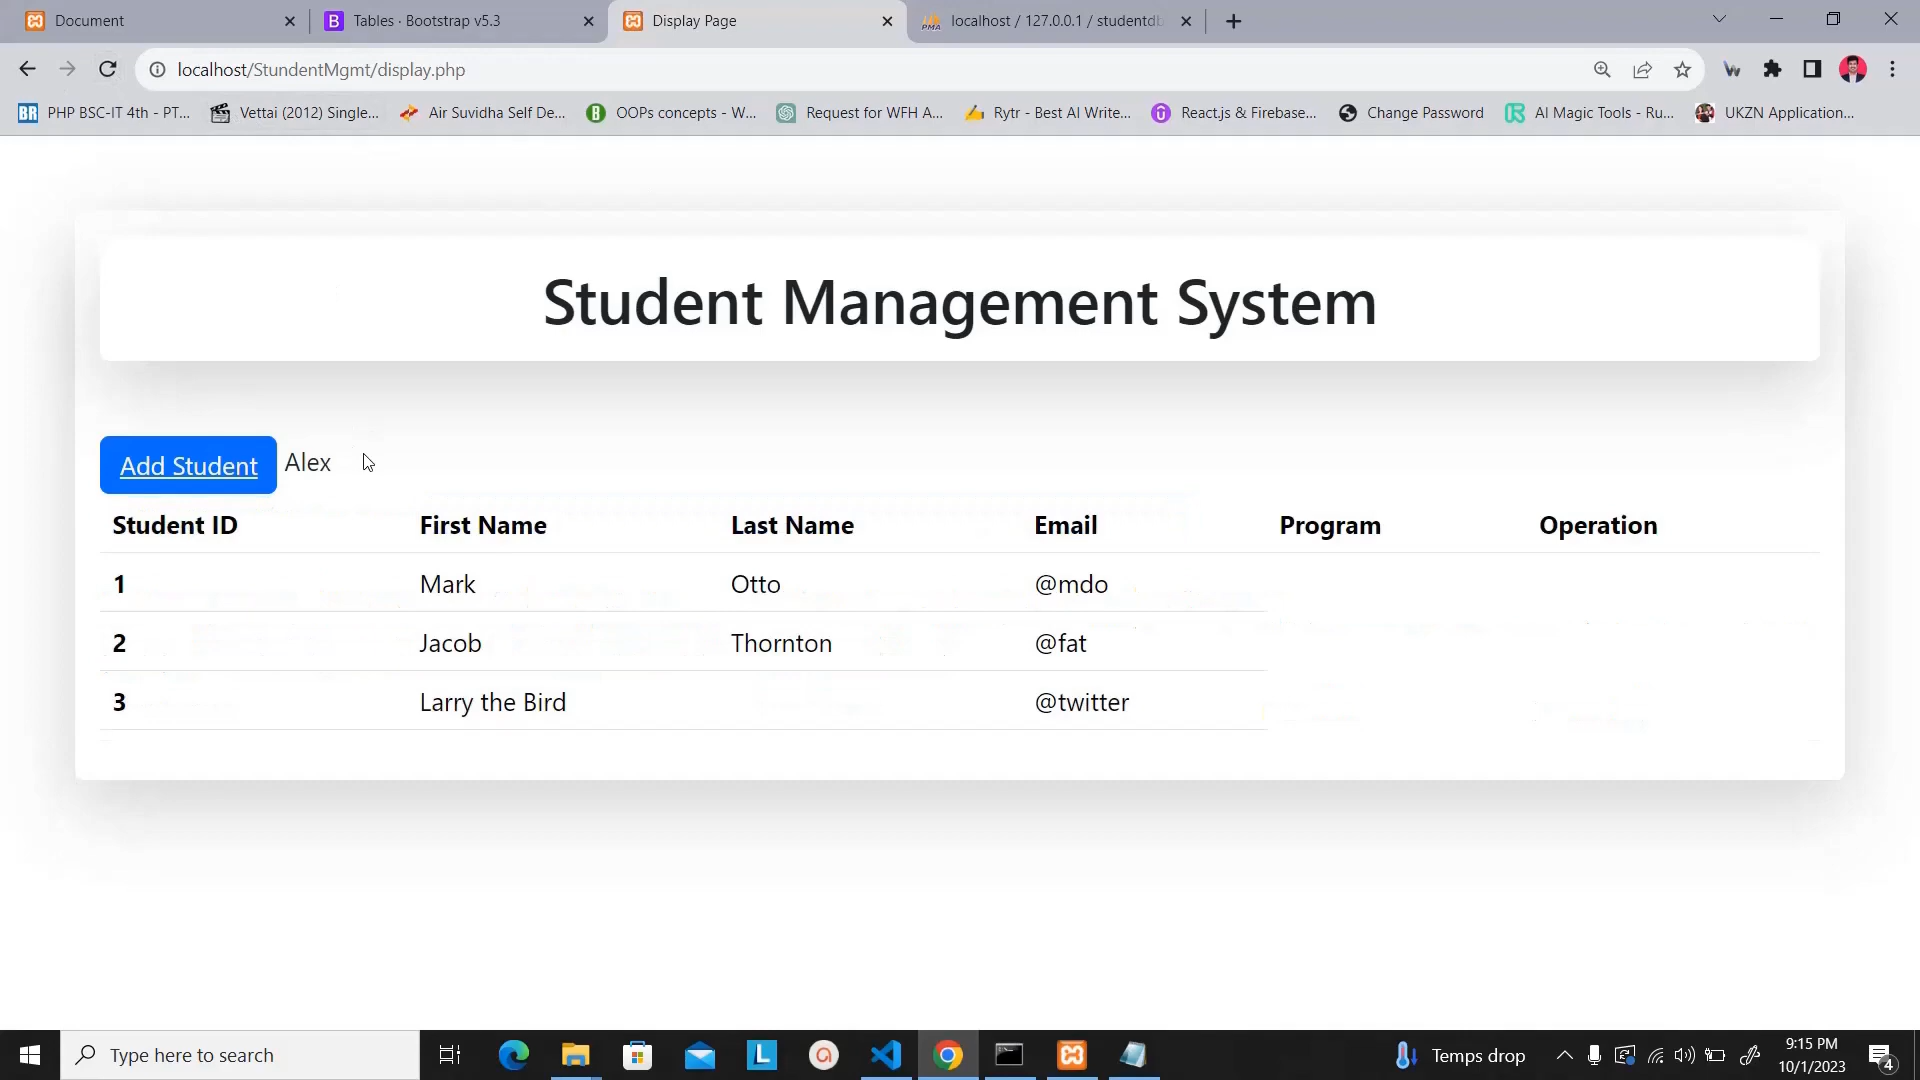 Document
Tables · Bootstrap v5.3
Display Page
localhost / 127.0.0.1 / studentdb
localhost/StundentMgmt/display.php
PHP BSC-IT 4th - PT...
Vettai (2012) Single...
Air Suvidha Self De...
OOPs concepts - W...
Request for WFH A...
Rytr - Best AI Write...
React.js & Firebase...
Change Password
AI Magic Tools - Ru...
UKZN Application...
Student Management System
Add Student Alex
Student ID First Name Last Name Email Program Operation
1 Mark Otto @mdo
2 Jacob Thornton @fat
3 Larry the Bird @twitter
Type here to search
Temps drop
9:15 PM
10/1/2023
4